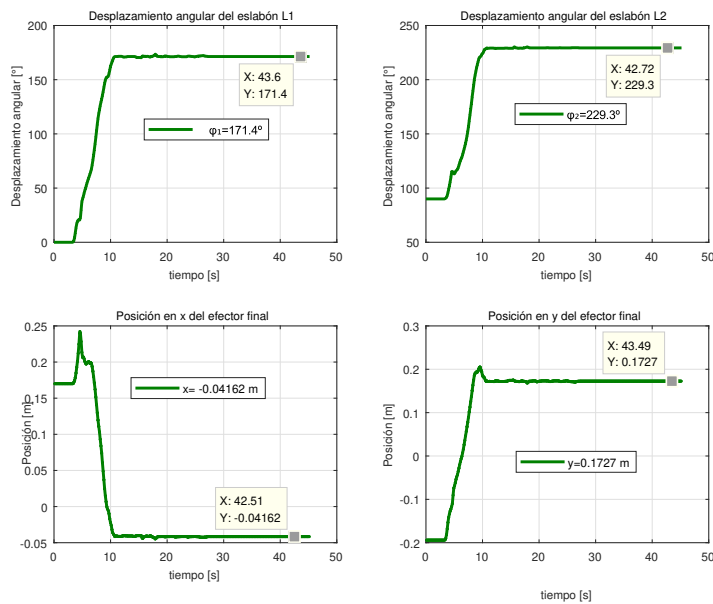 Desplazamiento angular del eslabón L1
Desplazamiento angular [°]
200
150
100
50
0
X: 43.6
Y: 171.4
φ₁=171.4º
0 10 20 30 40 50
tiempo [s]
Desplazamiento angular del eslabón L2
Desplazamiento angular [°]
250
200
150
100
50
X: 42.72
Y: 229.3
φ₂=229.3º
0 10 20 30 40 50
tiempo [s]
Posición en x del efector final
Posición [m]
0.25
0.2
0.15
0.1
0.05
0
-0.05
x= -0.04162 m
X: 42.51
Y: -0.04162
0 10 20 30 40 50
tiempo [s]
Posición en y del efector final
Posición [m]
0.3
0.2
0.1
0
-0.1
-0.2
X: 43.49
Y: 0.1727
y=0.1727 m
0 10 20 30 40 50
tiempo [s]